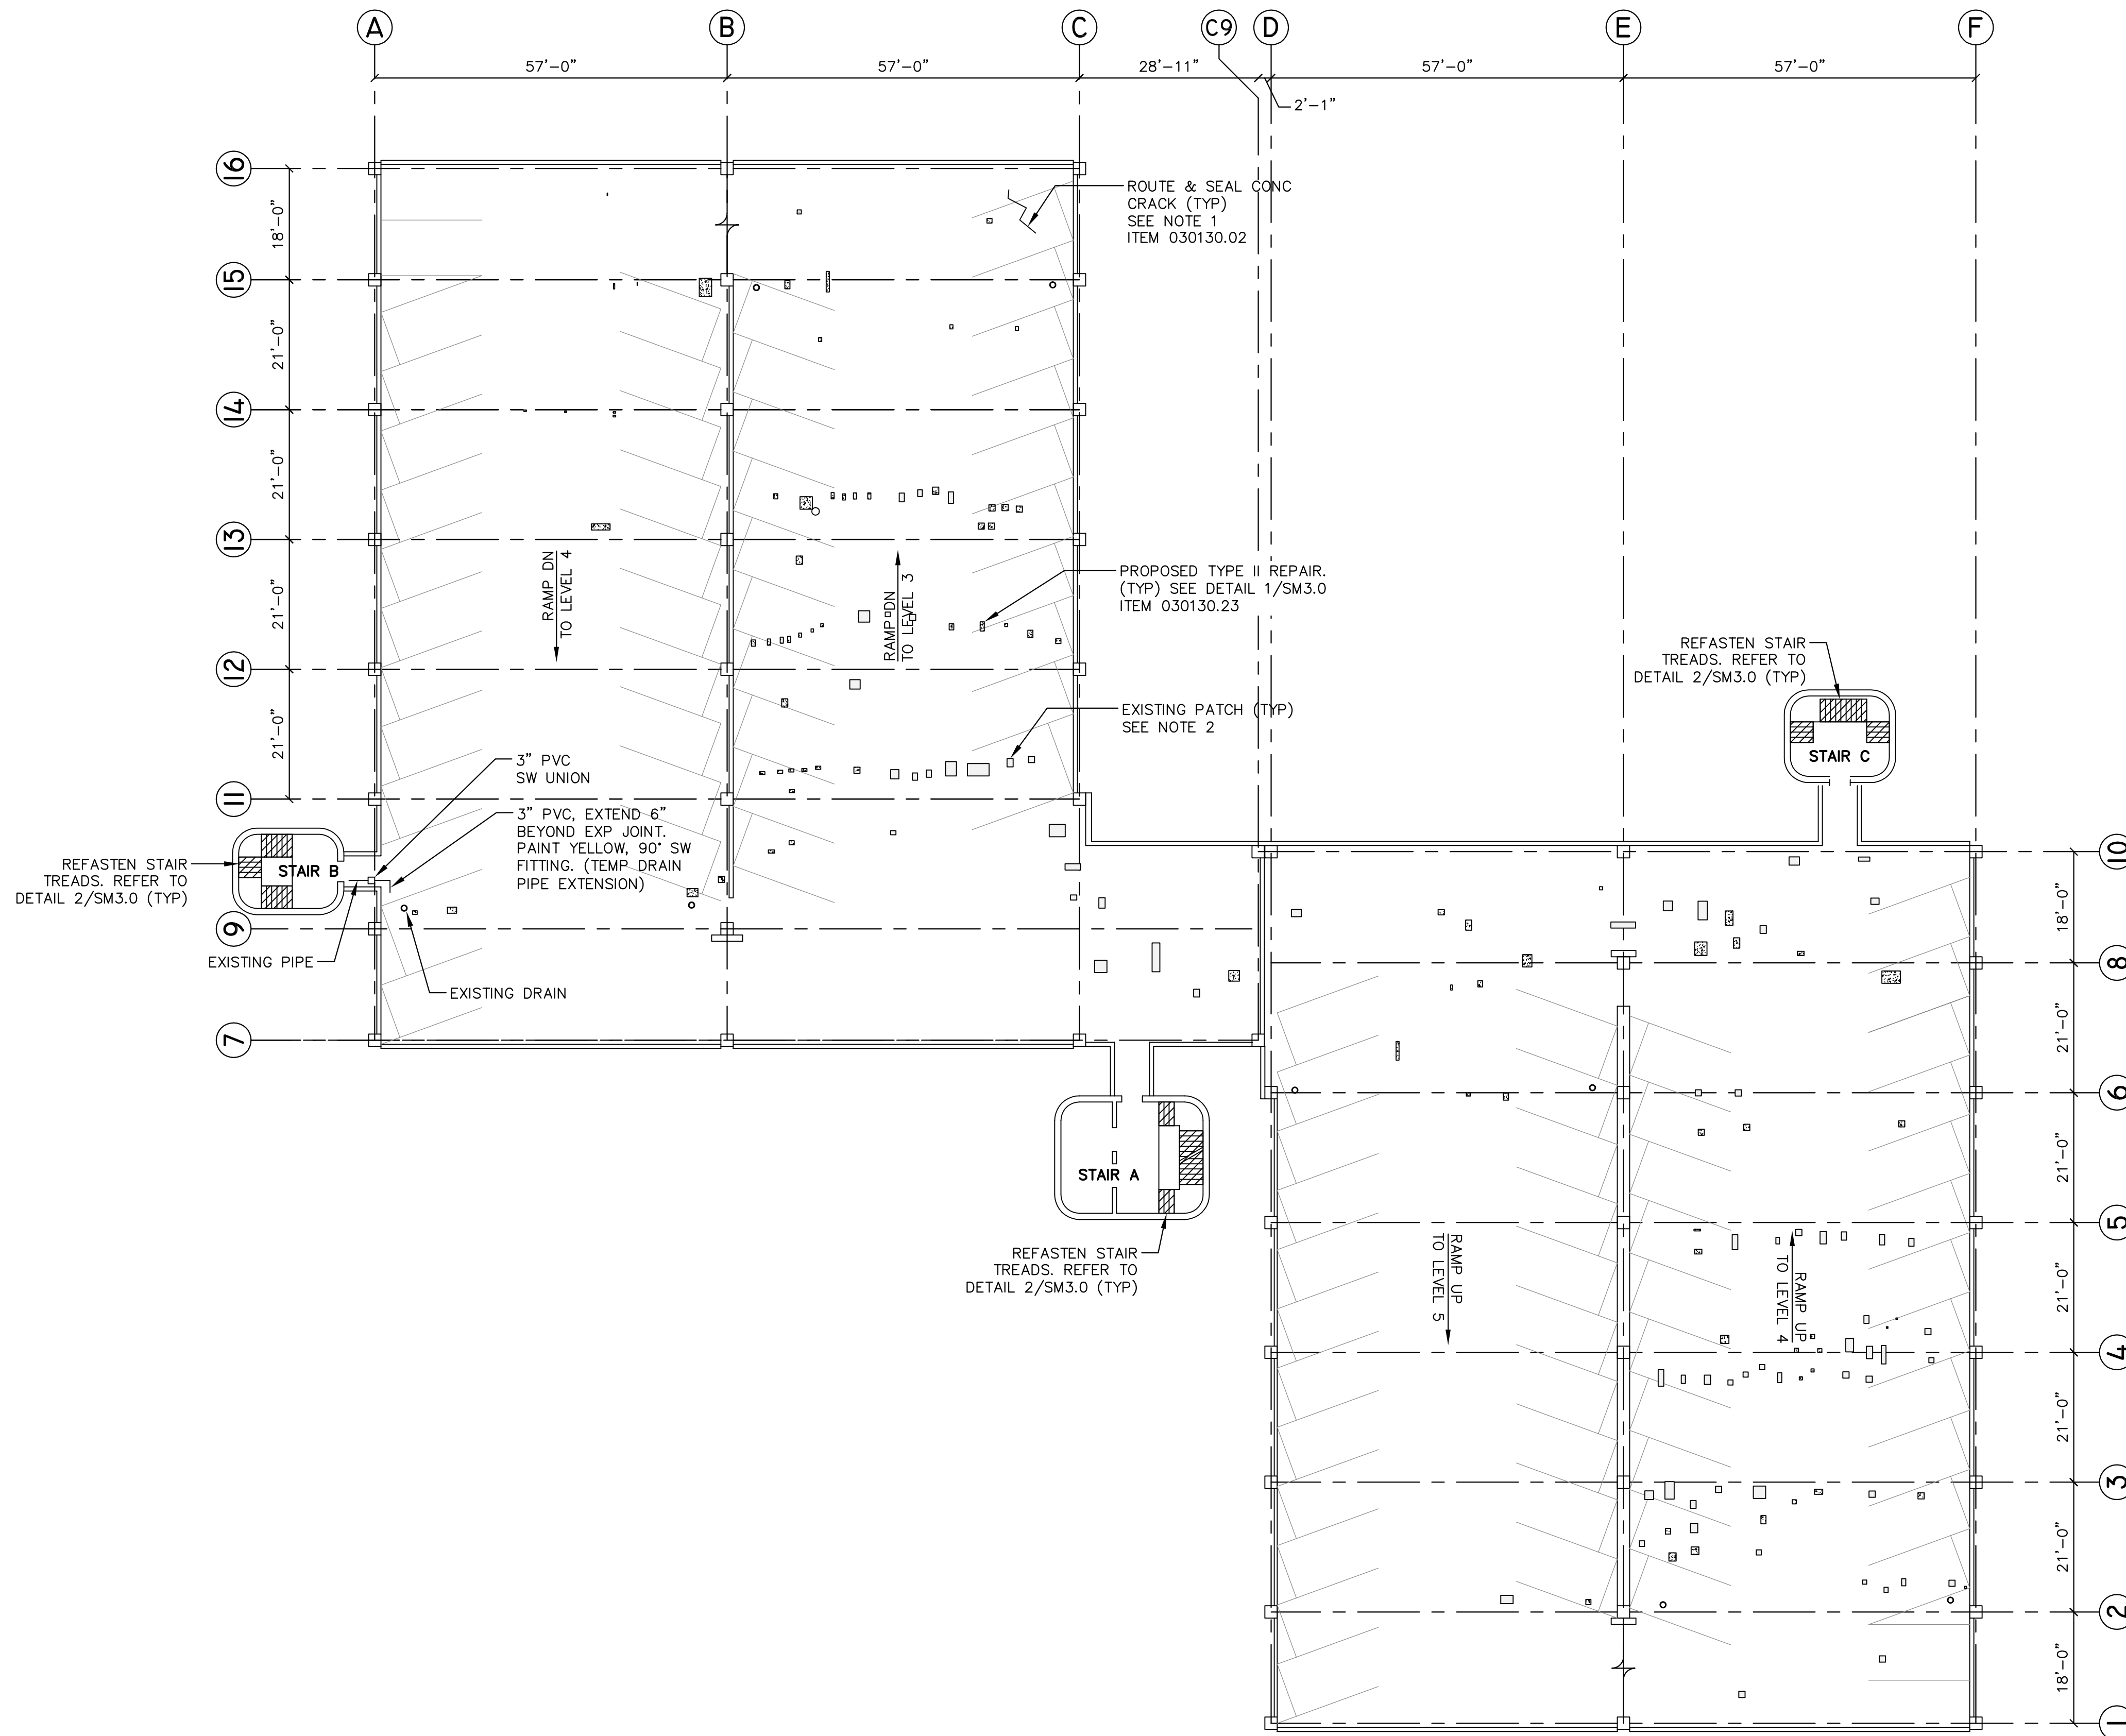 A
B
C
C9
D
E
F
57'-0"
57'-0"
28'-11"
57'-0"
57'-0"
2'-1"
16
15
14
13
12
11
9
7
18'-0"
21'-0"
21'-0"
21'-0"
21'-0"
ROUTE & SEAL CONC
CRACK (TYP)
SEE NOTE 1
ITEM 030130.02
RAMP DN
TO LEVEL 4
RAMP DN
TO LEVEL 3
PROPOSED TYPE II REPAIR.
(TYP) SEE DETAIL 1/SM3.0
ITEM 030130.23
EXISTING PATCH (TYP)
SEE NOTE 2
REFASTEN STAIR
TREADS. REFER TO
DETAIL 2/SM3.0 (TYP)
STAIR C
3" PVC
SW UNION
3" PVC, EXTEND 6"
BEYOND EXP JOINT.
PAINT YELLOW, 90° SW
FITTING. (TEMP DRAIN
PIPE EXTENSION)
REFASTEN STAIR
TREADS. REFER TO
DETAIL 2/SM3.0 (TYP)
STAIR B
EXISTING PIPE
EXISTING DRAIN
STAIR A
REFASTEN STAIR
TREADS. REFER TO
DETAIL 2/SM3.0 (TYP)
RAMP UP
TO LEVEL 5
RAMP UP
TO LEVEL 4
10
8
6
5
4
3
2
1
18'-0"
21'-0"
21'-0"
21'-0"
21'-0"
21'-0"
18'-0"